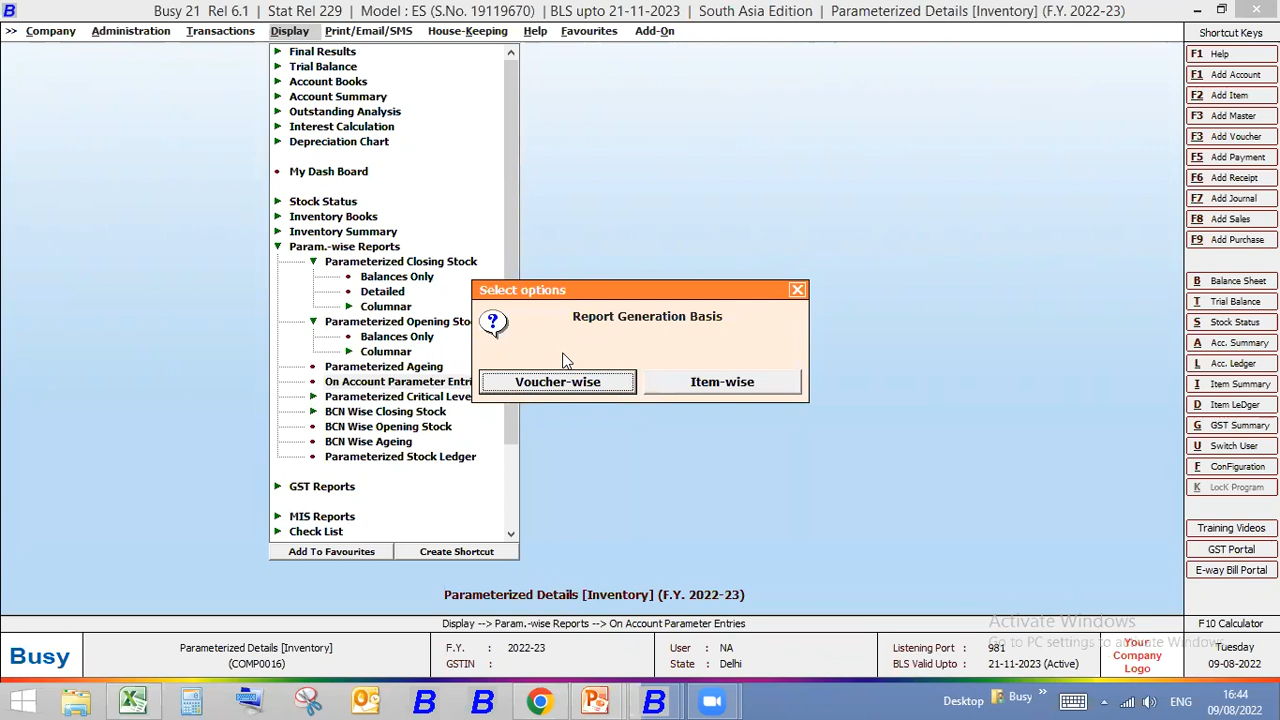 B Busy 21 Rel 6.1 | Stat Rel 229 | Model : ES (S.No. 19119670) | BLS upto 21-11-2023 | South Asia Edition | Parameterized Details [Inventory] (F.Y. 2022-23)
>> Company Administration Transactions Display Print/Email/SMS House-Keeping Help Favourites Add-On
Final Results
Trial Balance
Account Books
Account Summary
Outstanding Analysis
Interest Calculation
Depreciation Chart
My Dash Board
Stock Status
Inventory Books
Inventory Summary
Param.-wise Reports
Parameterized Closing Stock
Balances Only
Detailed
Columnar
Parameterized Opening Sto
Balances Only
Columnar
Parameterized Ageing
On Account Parameter Entri
Parameterized Critical Leve
BCN Wise Closing Stock
BCN Wise Opening Stock
BCN Wise Ageing
Parameterized Stock Ledger
GST Reports
MIS Reports
Check List
Add To Favourites Create Shortcut
Select options
Report Generation Basis
Voucher-wise Item-wise
Shortcut Keys
F1 Help
F1 Add Account
F2 Add Item
F3 Add Master
F3 Add Voucher
F5 Add Payment
F6 Add Receipt
F7 Add Journal
F8 Add Sales
F9 Add Purchase
B Balance Sheet
T Trial Balance
S Stock Status
A Acc. Summary
L Acc. Ledger
I Item Summary
D Item LeDger
G GST Summary
U Switch User
F ConFiguration
K LocK Program
Training Videos
GST Portal
E-way Bill Portal
Parameterized Details [Inventory] (F.Y. 2022-23)
Display --> Param.-wise Reports --> On Account Parameter Entries
F10 Calculator
Activate Windows
Go to PC settings to activate Windows.
Busy
Parameterized Details [Inventory]
(COMP0016)
F.Y. : 2022-23
GSTIN :
User : NA
State : Delhi
Listening Port : 981
BLS Valid Upto : 21-11-2023 (Active)
Your
Company
Logo
Tuesday
09-08-2022
Desktop Busy ENG
16:44
09/08/2022